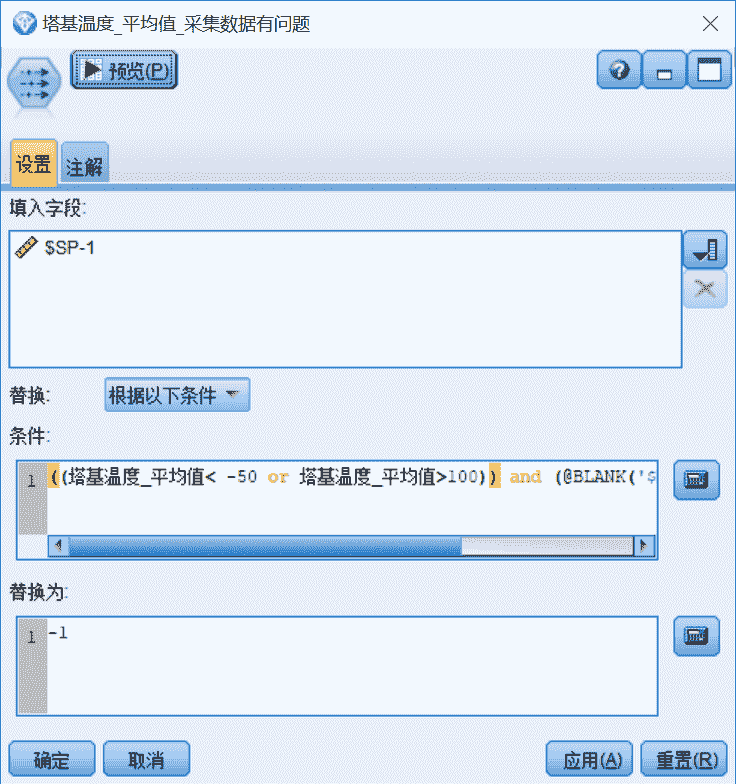 塔基温度_平均值_采集数据有问题
预览(P)
设置 注解
填入字段:
$SP-1
替换: 根据以下条件
条件:
1 ((塔基温度_平均值< -50 or 塔基温度_平均值>100)) and (@BLANK('$
替换为:
1 -1
确定 取消 应用(A) 重置(R)